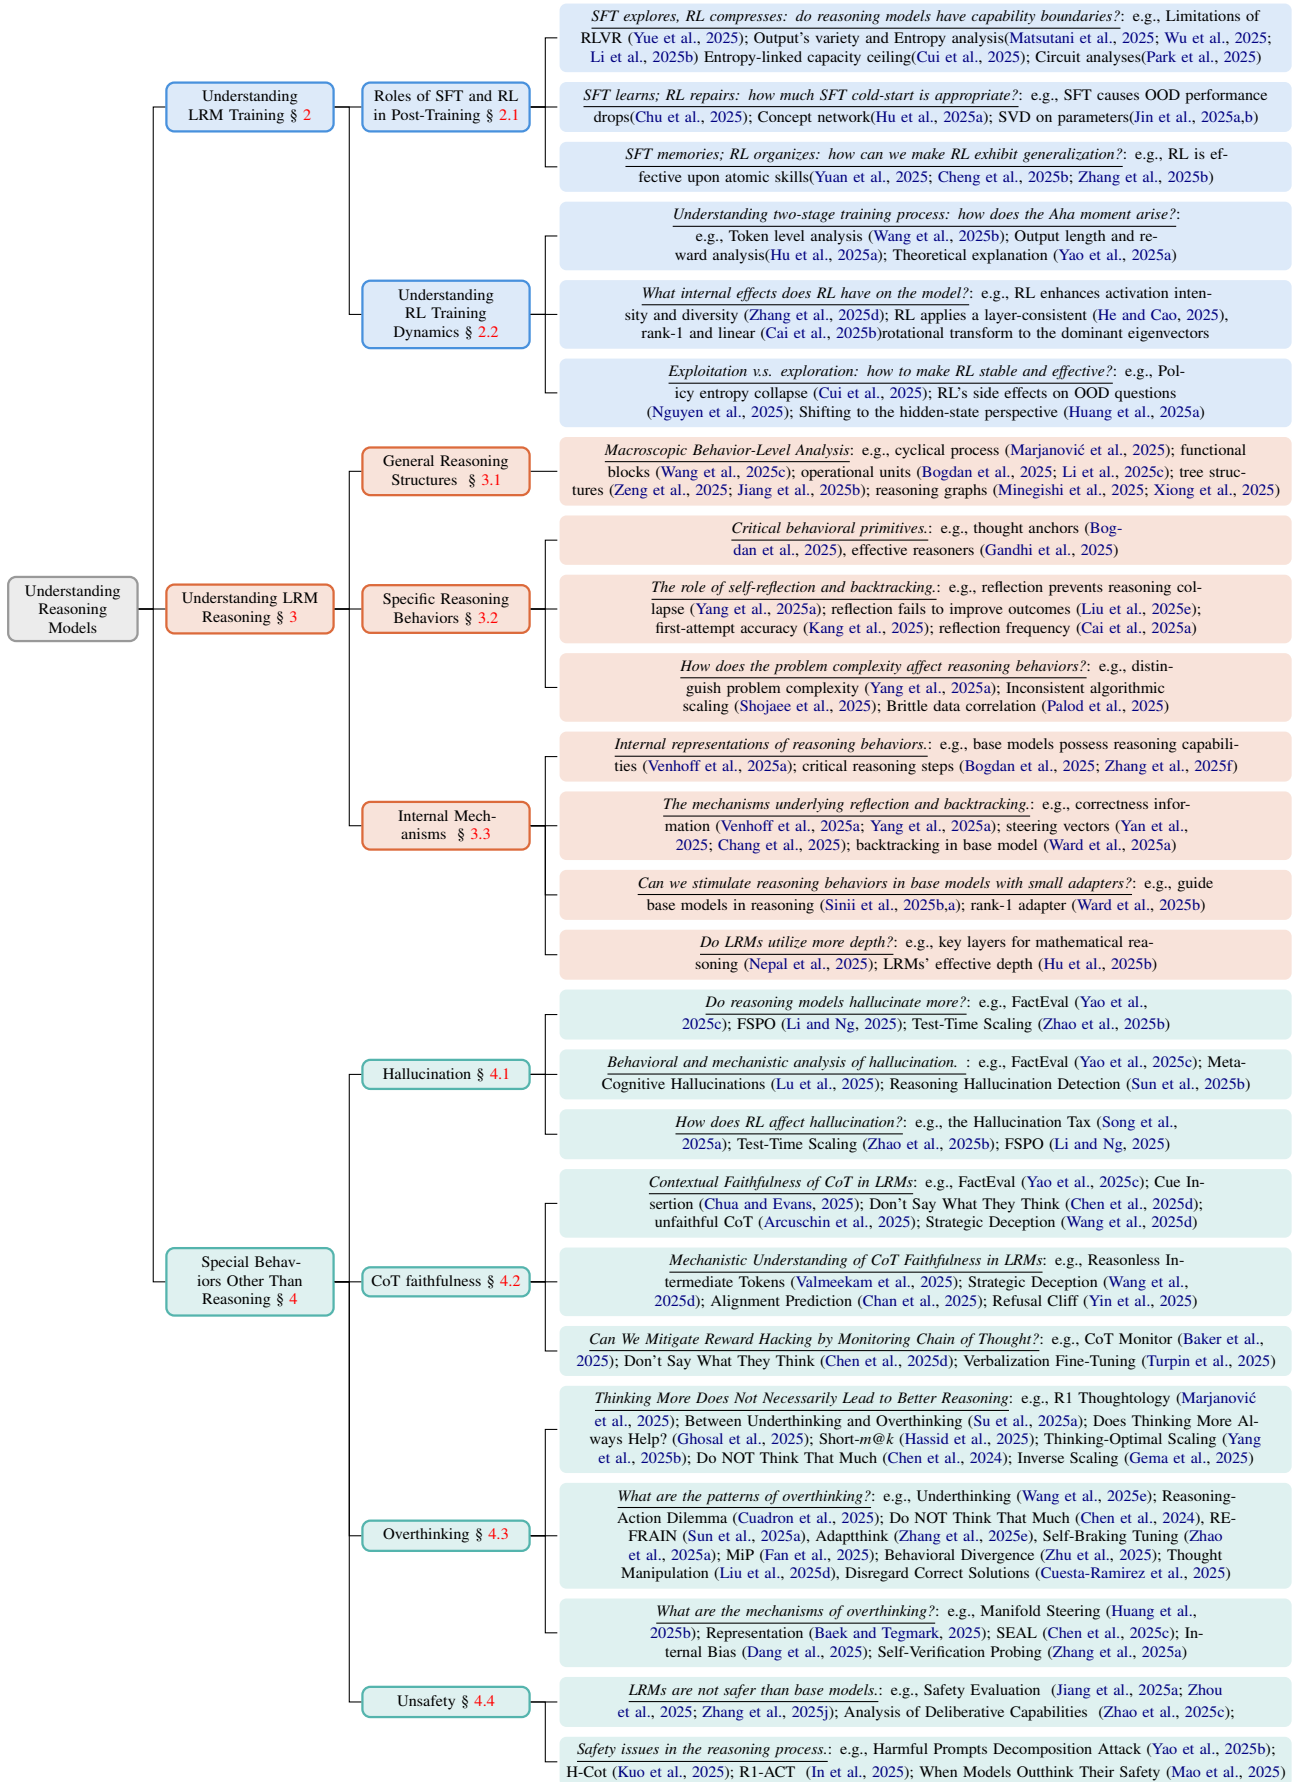 Understanding
Reasoning
Models
Understanding
LRM Training § 2
Roles of SFT and RL
in Post-Training § 2.1
SFT explores, RL compresses: do reasoning models have capability boundaries?: e.g., Limitations of
RLVR (Yue et al., 2025); Output's variety and Entropy analysis(Matsutani et al., 2025; Wu et al., 2025;
Li et al., 2025b) Entropy-linked capacity ceiling(Cui et al., 2025); Circuit analyses(Park et al., 2025)
SFT learns; RL repairs: how much SFT cold-start is appropriate?: e.g., SFT causes OOD performance
drops(Chu et al., 2025); Concept network(Hu et al., 2025a); SVD on parameters(Jin et al., 2025a,b)
SFT memories; RL organizes: how can we make RL exhibit generalization?: e.g., RL is ef-
fective upon atomic skills(Yuan et al., 2025; Cheng et al., 2025b; Zhang et al., 2025b)
Understanding
RL Training
Dynamics § 2.2
Understanding two-stage training process: how does the Aha moment arise?:
e.g., Token level analysis (Wang et al., 2025b); Output length and re-
ward analysis(Hu et al., 2025a); Theoretical explanation (Yao et al., 2025a)
What internal effects does RL have on the model?: e.g., RL enhances activation inten-
sity and diversity (Zhang et al., 2025d); RL applies a layer-consistent (He and Cao, 2025),
rank-1 and linear (Cai et al., 2025b)rotational transform to the dominant eigenvectors
Exploitation v.s. exploration: how to make RL stable and effective?: e.g., Pol-
icy entropy collapse (Cui et al., 2025); RL's side effects on OOD questions
(Nguyen et al., 2025); Shifting to the hidden-state perspective (Huang et al., 2025a)
Understanding LRM
Reasoning § 3
General Reasoning
Structures § 3.1
Macroscopic Behavior-Level Analysis: e.g., cyclical process (Marjanović et al., 2025); functional
blocks (Wang et al., 2025c); operational units (Bogdan et al., 2025; Li et al., 2025c); tree struc-
tures (Zeng et al., 2025; Jiang et al., 2025b); reasoning graphs (Minegishi et al., 2025; Xiong et al., 2025)
Specific Reasoning
Behaviors § 3.2
Critical behavioral primitives.: e.g., thought anchors (Bog-
dan et al., 2025), effective reasoners (Gandhi et al., 2025)
The role of self-reflection and backtracking.: e.g., reflection prevents reasoning col-
lapse (Yang et al., 2025a); reflection fails to improve outcomes (Liu et al., 2025e);
first-attempt accuracy (Kang et al., 2025); reflection frequency (Cai et al., 2025a)
How does the problem complexity affect reasoning behaviors?: e.g., distin-
guish problem complexity (Yang et al., 2025a); Inconsistent algorithmic
scaling (Shojaee et al., 2025); Brittle data correlation (Palod et al., 2025)
Internal Mech-
anisms § 3.3
Internal representations of reasoning behaviors.: e.g., base models possess reasoning capabili-
ties (Venhoff et al., 2025a); critical reasoning steps (Bogdan et al., 2025; Zhang et al., 2025f)
The mechanisms underlying reflection and backtracking.: e.g., correctness infor-
mation (Venhoff et al., 2025a; Yang et al., 2025a); steering vectors (Yan et al.,
2025; Chang et al., 2025); backtracking in base model (Ward et al., 2025a)
Can we stimulate reasoning behaviors in base models with small adapters?: e.g., guide
base models in reasoning (Sinii et al., 2025b,a); rank-1 adapter (Ward et al., 2025b)
Do LRMs utilize more depth?: e.g., key layers for mathematical rea-
soning (Nepal et al., 2025); LRMs' effective depth (Hu et al., 2025b)
Special Behav-
iors Other Than
Reasoning § 4
Hallucination § 4.1
Do reasoning models hallucinate more?: e.g., FactEval (Yao et al.,
2025c); FSPO (Li and Ng, 2025); Test-Time Scaling (Zhao et al., 2025b)
Behavioral and mechanistic analysis of hallucination. : e.g., FactEval (Yao et al., 2025c); Meta-
Cognitive Hallucinations (Lu et al., 2025); Reasoning Hallucination Detection (Sun et al., 2025b)
How does RL affect hallucination?: e.g., the Hallucination Tax (Song et al.,
2025a); Test-Time Scaling (Zhao et al., 2025b); FSPO (Li and Ng, 2025)
CoT faithfulness § 4.2
Contextual Faithfulness of CoT in LRMs: e.g., FactEval (Yao et al., 2025c); Cue In-
sertion (Chua and Evans, 2025); Don't Say What They Think (Chen et al., 2025d);
unfaithful CoT (Arcuschin et al., 2025); Strategic Deception (Wang et al., 2025d)
Mechanistic Understanding of CoT Faithfulness in LRMs: e.g., Reasonless In-
termediate Tokens (Valmeekam et al., 2025); Strategic Deception (Wang et al.,
2025d); Alignment Prediction (Chan et al., 2025); Refusal Cliff (Yin et al., 2025)
Can We Mitigate Reward Hacking by Monitoring Chain of Thought?: e.g., CoT Monitor (Baker et al.,
2025); Don't Say What They Think (Chen et al., 2025d); Verbalization Fine-Tuning (Turpin et al., 2025)
Overthinking § 4.3
Thinking More Does Not Necessarily Lead to Better Reasoning: e.g., R1 Thoughtology (Marjanović
et al., 2025); Between Underthinking and Overthinking (Su et al., 2025a); Does Thinking More Al-
ways Help? (Ghosal et al., 2025); Short-m@k (Hassid et al., 2025); Thinking-Optimal Scaling (Yang
et al., 2025b); Do NOT Think That Much (Chen et al., 2024); Inverse Scaling (Gema et al., 2025)
What are the patterns of overthinking?: e.g., Underthinking (Wang et al., 2025e); Reasoning-
Action Dilemma (Cuadron et al., 2025); Do NOT Think That Much (Chen et al., 2024), RE-
FRAIN (Sun et al., 2025a), Adaptthink (Zhang et al., 2025e), Self-Braking Tuning (Zhao
et al., 2025a); MiP (Fan et al., 2025); Behavioral Divergence (Zhu et al., 2025); Thought
Manipulation (Liu et al., 2025d), Disregard Correct Solutions (Cuesta-Ramirez et al., 2025)
What are the mechanisms of overthinking?: e.g., Manifold Steering (Huang et al.,
2025b); Representation (Baek and Tegmark, 2025); SEAL (Chen et al., 2025c); In-
ternal Bias (Dang et al., 2025); Self-Verification Probing (Zhang et al., 2025a)
Unsafety § 4.4
LRMs are not safer than base models.: e.g., Safety Evaluation (Jiang et al., 2025a; Zhou
et al., 2025; Zhang et al., 2025j); Analysis of Deliberative Capabilities (Zhao et al., 2025c);
Safety issues in the reasoning process.: e.g., Harmful Prompts Decomposition Attack (Yao et al., 2025b);
H-Cot (Kuo et al., 2025); R1-ACT (In et al., 2025); When Models Outthink Their Safety (Mao et al., 2025)